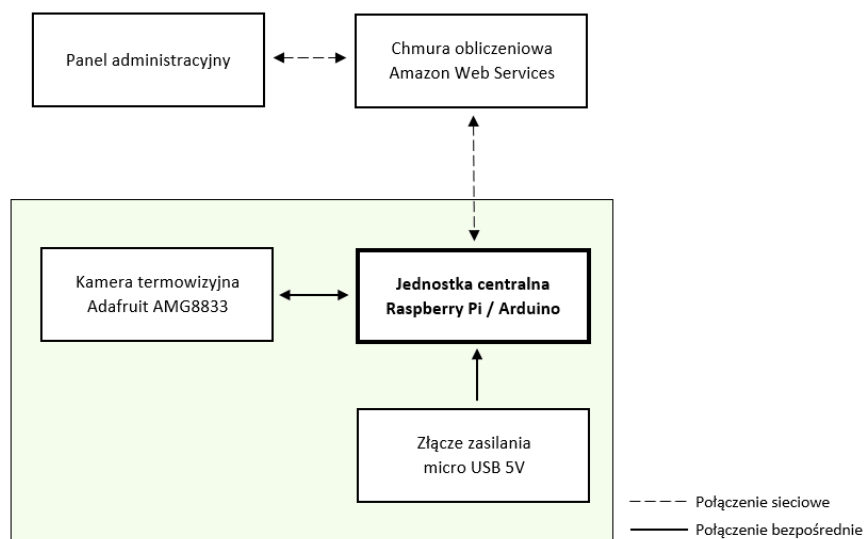 Panel administracyjny
Chmura obliczeniowa
Amazon Web Services
Kamera termowizyjna
Adafruit AMG8833
Jednostka centralna
Raspberry Pi / Arduino
Złącze zasilania
micro USB 5V
Połączenie sieciowe
Połączenie bezpośrednie